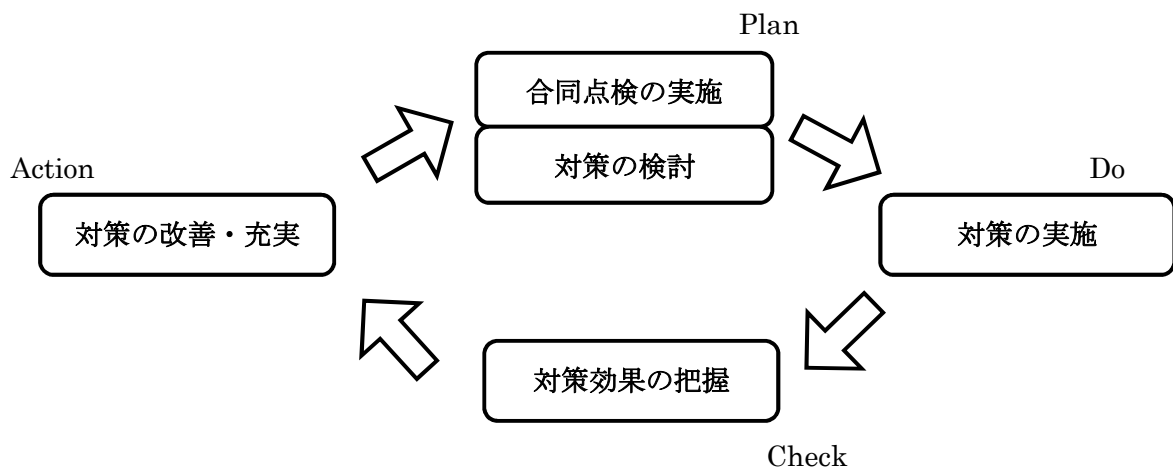 Plan
合同点検の実施
対策の検討
Action
Do
対策の改善・充実
対策の実施
対策効果の把握
Check